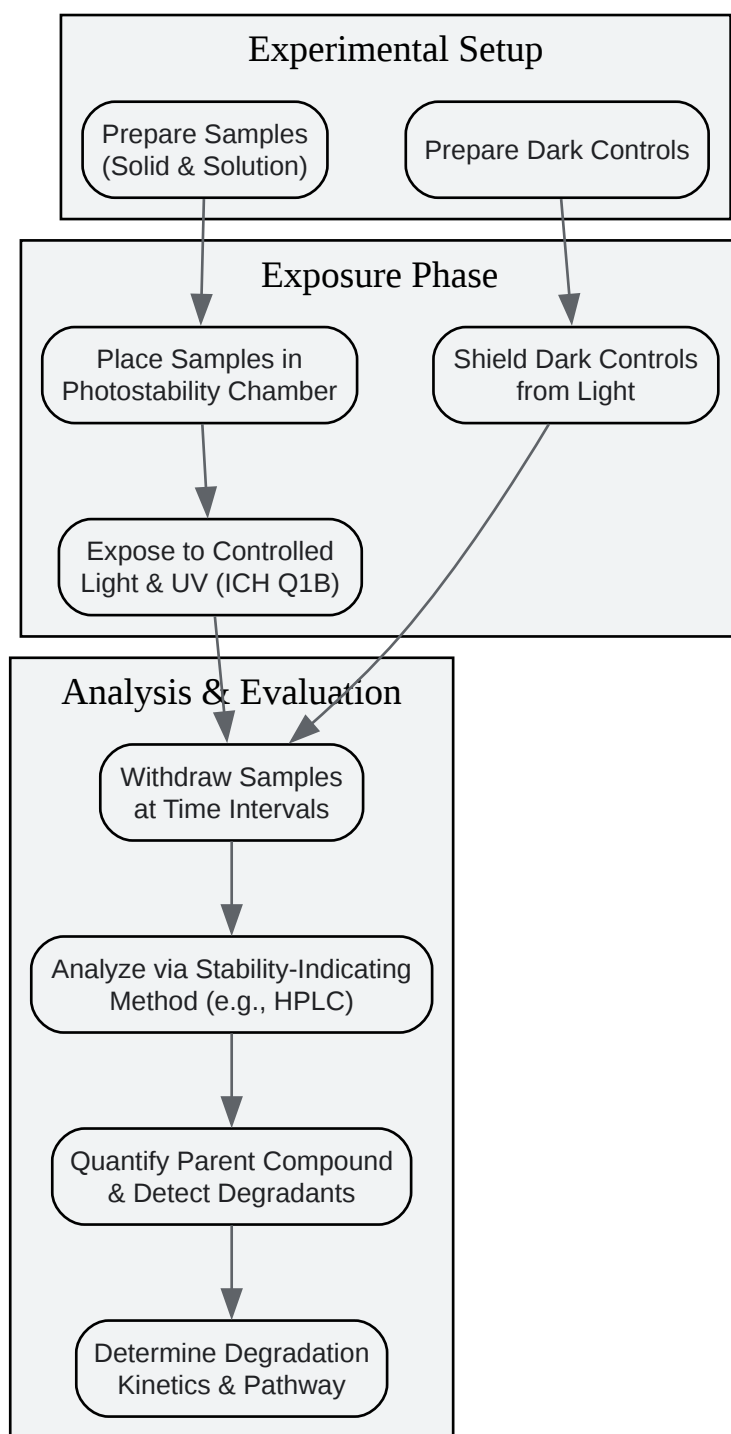 Experimental Setup
Prepare Samples
(Solid & Solution)
Prepare Dark Controls
Exposure Phase
Place Samples in
Photostability Chamber
Shield Dark Controls
from Light
Expose to Controlled
Light & UV (ICH Q1B)
Analysis & Evaluation
Withdraw Samples
at Time Intervals
Analyze via Stability-Indicating
Method (e.g., HPLC)
Quantify Parent Compound
& Detect Degradants
Determine Degradation
Kinetics & Pathway